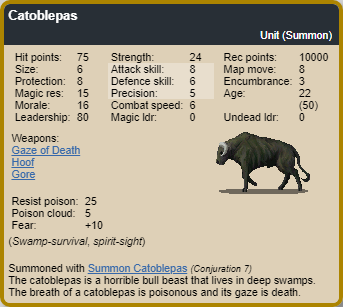 Catoblepas
Unit (Summon)
Hit points: 75 Strength: 24 Rec points: 10000
Size: 6 Attack skill: 8 Map move: 8
Protection: 8 Defence skill: 6 Encumbrance: 3
Magic res: 15 Precision: 5 Age: 22
Morale: 16 Combat speed: 6 (50)
Leadership: 80 Magic ldr: 0 Undead ldr: 0
Weapons:
Gaze of Death
Hoof
Gore
Resist poison: 25
Poison cloud: 5
Fear: +10
(Swamp-survival, spirit-sight)
Summoned with Summon Catoblepas (Conjuration 7)
The catoblepas is a horrible bull beast that lives in deep swamps.
The breath of a catoblepas is poisonous and its gaze is death.